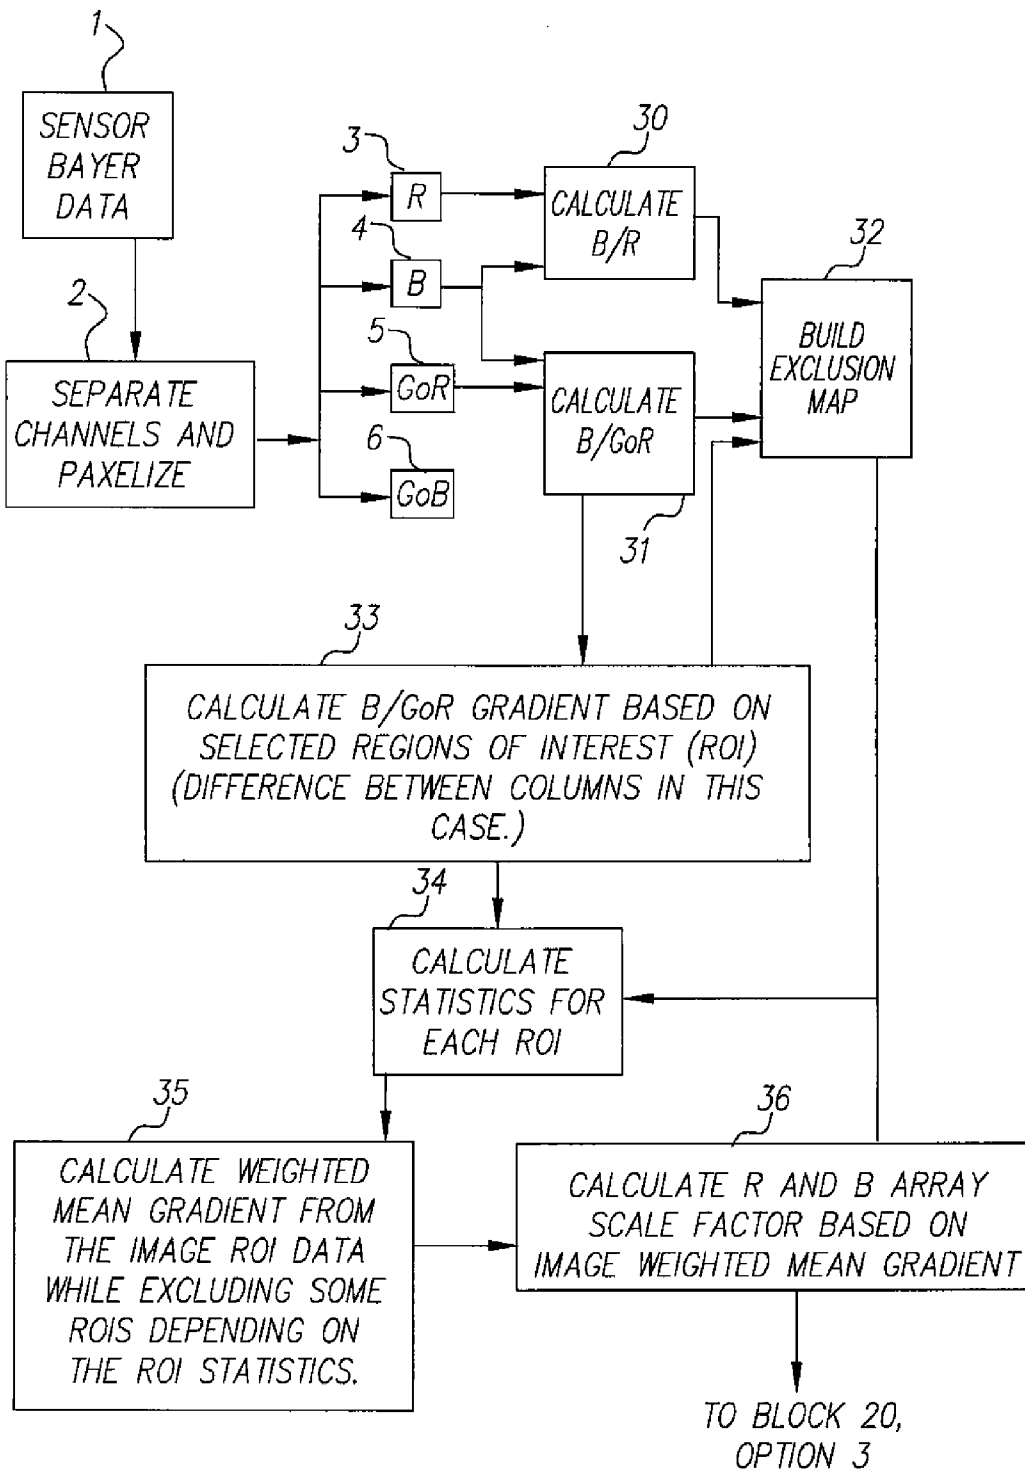 1
SENSOR
BAYER
DATA
2
SEPARATE
CHANNELS AND
PAXELIZE
3
R
4
B
5
GoR
6
GoB
30
CALCULATE
B/R
31
CALCULATE
B/GoR
32
BUILD
EXCLUSION
MAP
33
CALCULATE B/GoR GRADIENT BASED ON
SELECTED REGIONS OF INTEREST (ROI)
(DIFFERENCE BETWEEN COLUMNS IN THIS
CASE.)
34
CALCULATE
STATISTICS FOR
EACH ROI
35
CALCULATE WEIGHTED
MEAN GRADIENT FROM
THE IMAGE ROI DATA
WHILE EXCLUDING SOME
ROIS DEPENDING ON
THE ROI STATISTICS.
36
CALCULATE R AND B ARRAY
SCALE FACTOR BASED ON
IMAGE WEIGHTED MEAN GRADIENT
TO BLOCK 20,
OPTION 3